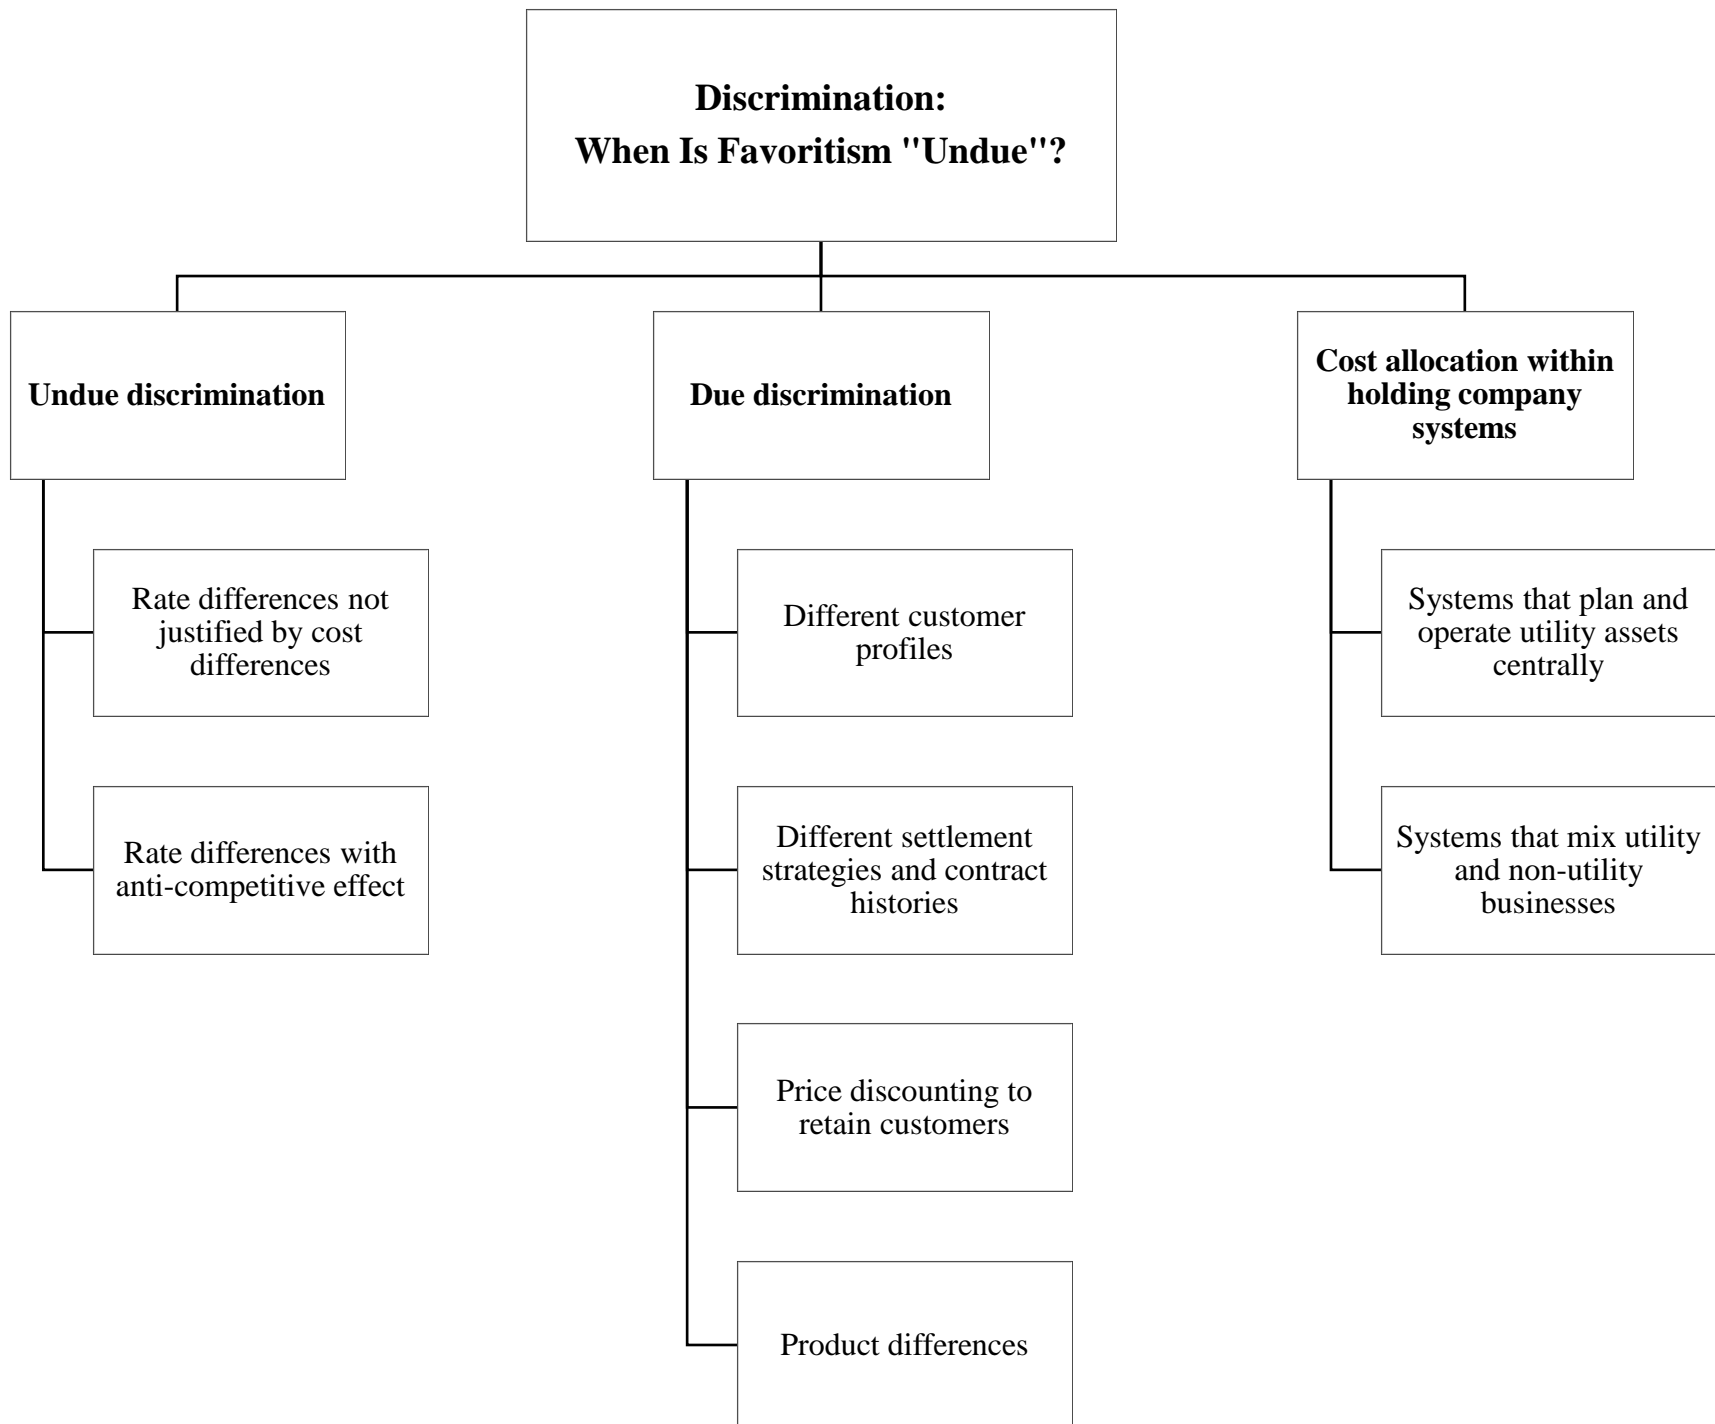 Discrimination:
When Is Favoritism "Undue"?
Undue discrimination
Rate differences not
justified by cost
differences
Rate differences with
anti-competitive effect
Due discrimination
Different customer
profiles
Different settlement
strategies and contract
histories
Price discounting to
retain customers
Product differences
Cost allocation within
holding company
systems
Systems that plan and
operate utility assets
centrally
Systems that mix utility
and non-utility
businesses